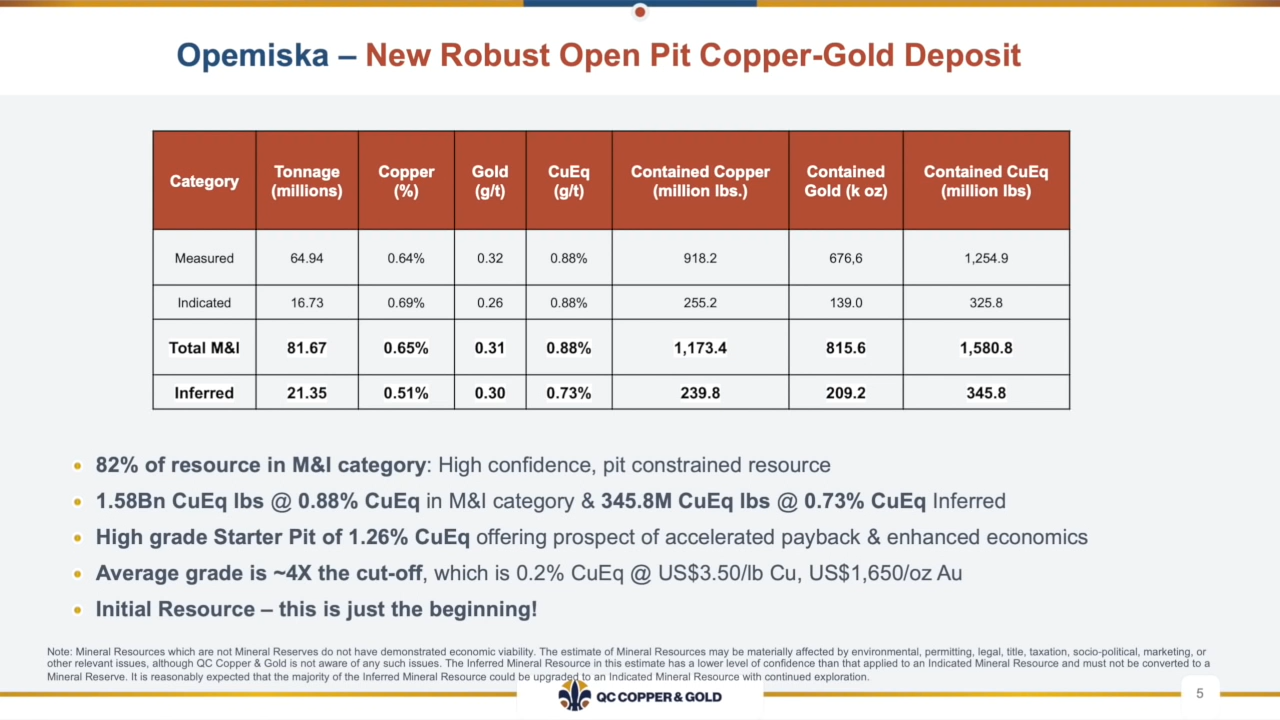 Opemiska – New Robust Open Pit Copper-Gold Deposit
Category Tonnage (millions) Copper (%) Gold (g/t) CuEq (g/t) Contained Copper (million lbs.) Contained Gold (k oz) Contained CuEq (million lbs)
Measured 64.94 0.64% 0.32 0.88% 918.2 676,6 1,254.9
Indicated 16.73 0.69% 0.26 0.88% 255.2 139.0 325.8
Total M&I 81.67 0.65% 0.31 0.88% 1,173.4 815.6 1,580.8
Inferred 21.35 0.51% 0.30 0.73% 239.8 209.2 345.8
• 82% of resource in M&I category: High confidence, pit constrained resource
• 1.58Bn CuEq lbs @ 0.88% CuEq in M&I category & 345.8M CuEq lbs @ 0.73% CuEq Inferred
• High grade Starter Pit of 1.26% CuEq offering prospect of accelerated payback & enhanced economics
• Average grade is ~4X the cut-off, which is 0.2% CuEq @ US$3.50/lb Cu, US$1,650/oz Au
• Initial Resource – this is just the beginning!
Note: Mineral Resources which are not Mineral Reserves do not have demonstrated economic viability. The estimate of Mineral Resources may be materially affected by environmental, permitting, legal, title, taxation, socio-political, marketing, or
other relevant issues, although QC Copper & Gold is not aware of any such issues. The Inferred Mineral Resource in this estimate has a lower level of confidence than that applied to an Indicated Mineral Resource and must not be converted to a
Mineral Reserve. It is reasonably expected that the majority of the Inferred Mineral Resource could be upgraded to an Indicated Mineral Resource with continued exploration.
QC COPPER & GOLD
5